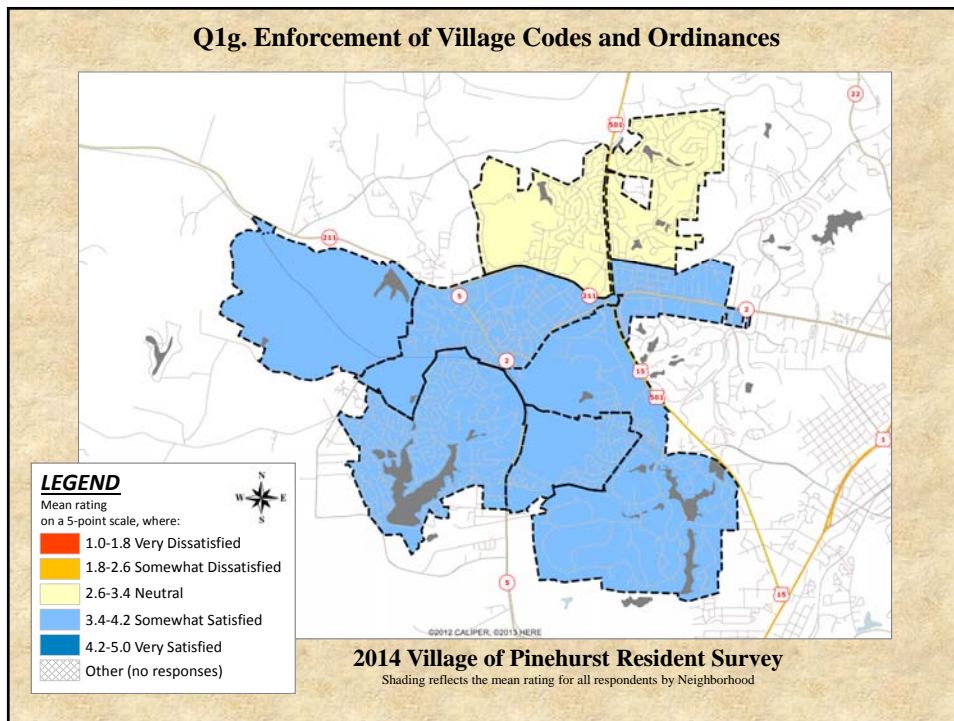 Q1g. Enforcement of Village Codes and Ordinances
22
501
211
5
211
2
2
15
501
1
5
15
©2012 CALIPER, ©2013 HERE
LEGEND
Mean rating
on a 5-point scale, where:
N
W E
S
1.0-1.8 Very Dissatisfied
1.8-2.6 Somewhat Dissatisfied
2.6-3.4 Neutral
3.4-4.2 Somewhat Satisfied
4.2-5.0 Very Satisfied
Other (no responses)
2014 Village of Pinehurst Resident Survey
Shading reflects the mean rating for all respondents by Neighborhood